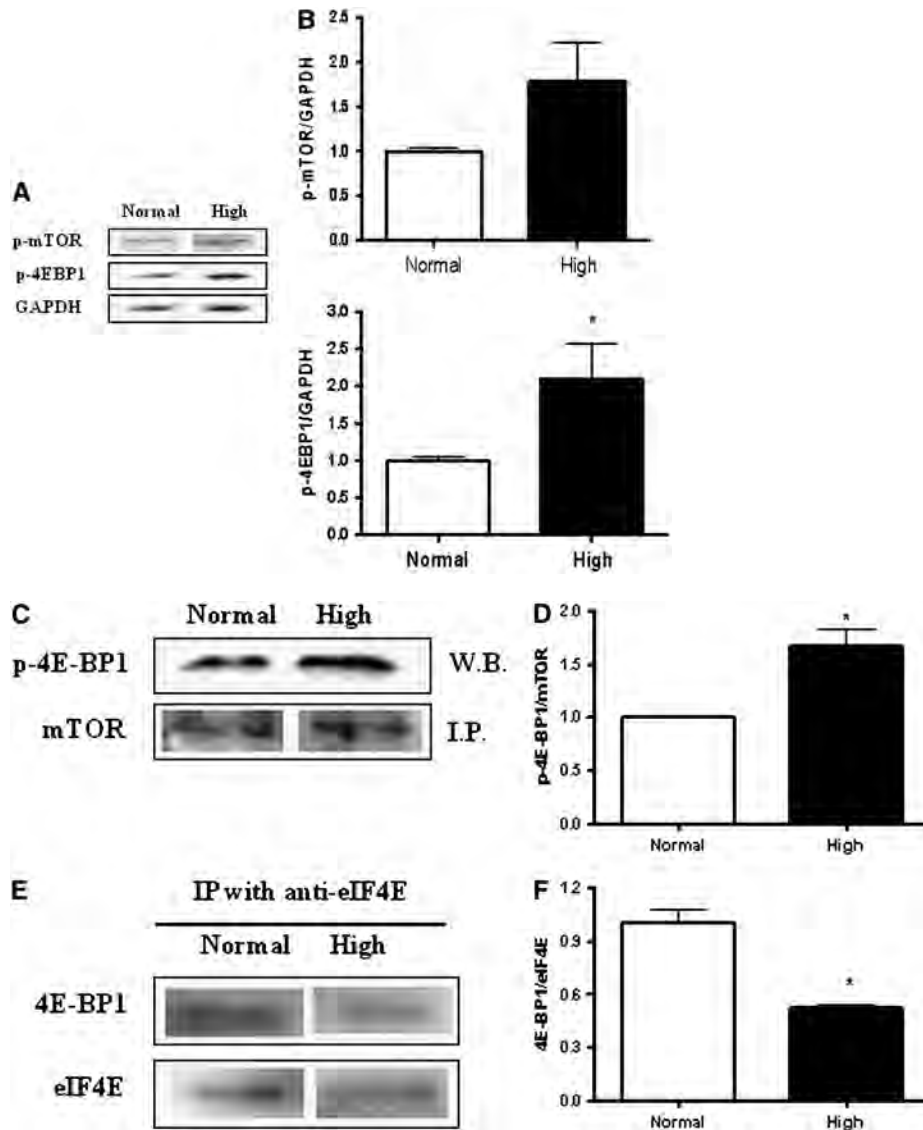 A
Normal High
p-mTOR
p-4EBP1
GAPDH
B
p-mTOR/GAPDH
2.5
2.0
1.5
1.0
0.5
0.0
Normal High
p-4EBP1/GAPDH
3.0
2.5
2.0
1.5
1.0
0.5
0.0
*
Normal High
C
Normal High
p-4E-BP1 W.B.
mTOR I.P.
D
p-4E-BP1/mTOR
2.0
1.5
1.0
0.5
0.0
*
Normal High
E
IP with anti-eIF4E
Normal High
4E-BP1
eIF4E
F
4E-BP1/eIF4E
1.2
0.9
0.6
0.3
0.0
*
Normal High